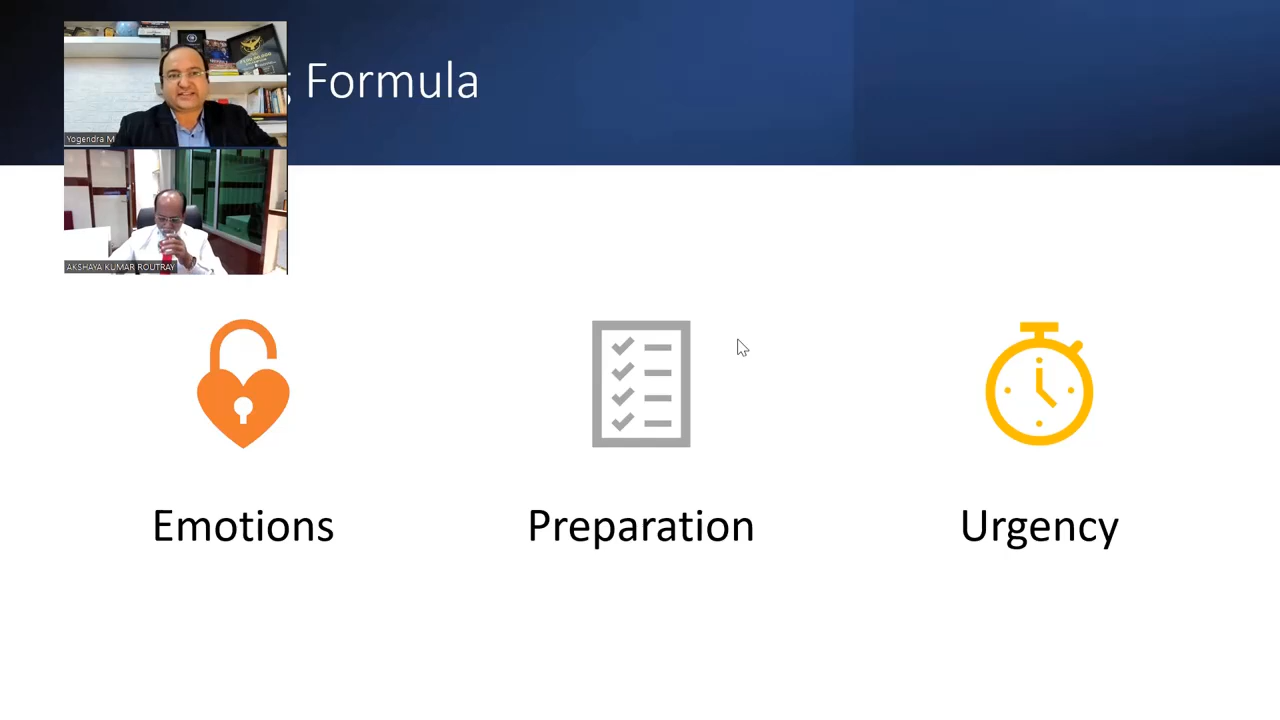 Formula
Yogendra M
AKSHAYA KUMAR ROUTRAY
Emotions
Preparation
Urgency